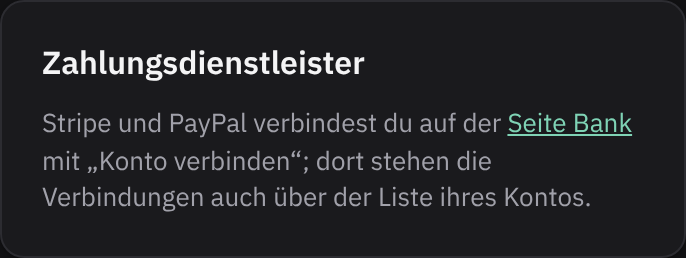 Zahlungsdienstleister
Stripe und PayPal verbindest du auf der Seite Bank
mit „Konto verbinden“; dort stehen die
Verbindungen auch über der Liste ihres Kontos.